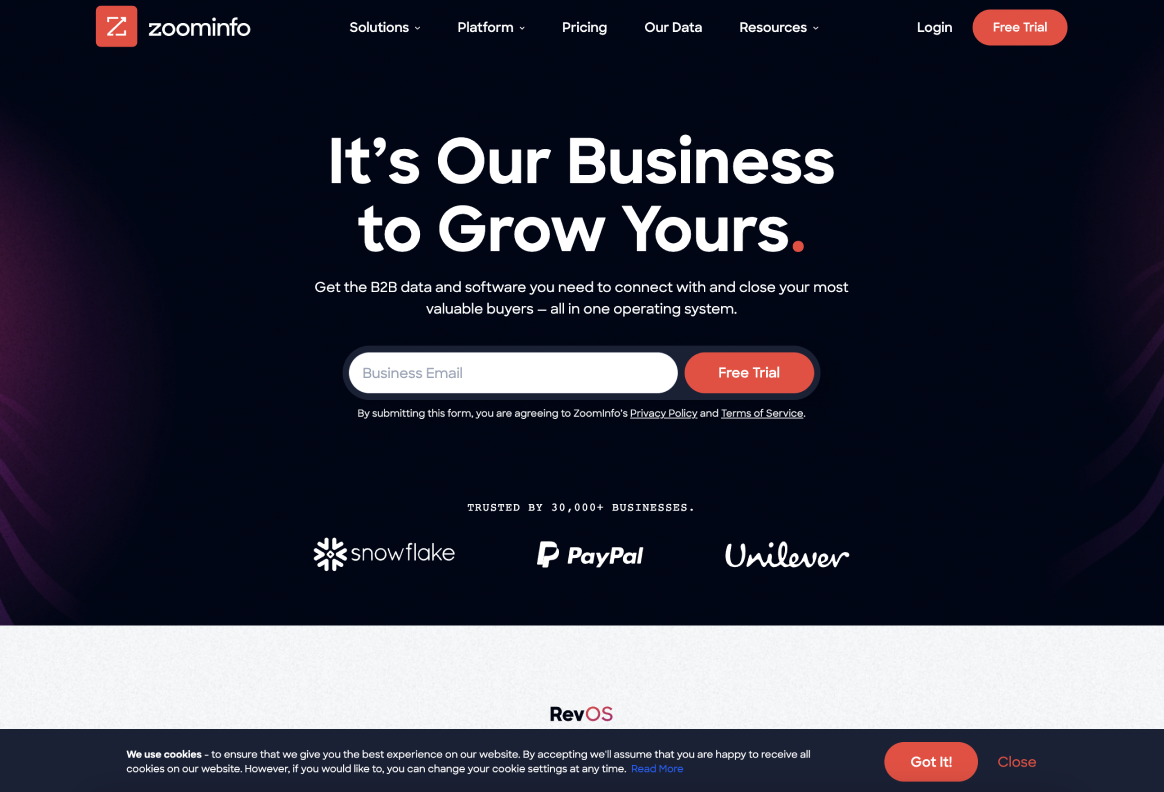 zoominfo
Solutions
Platform
Pricing
Our Data
Resources
Login
Free Trial
It's Our Business
to Grow Yours.
Get the B2B data and software you need to connect with and close your most
valuable buyers — all in one operating system.
Business Email
Free Trial
By submitting this form, you are agreeing to ZoomInfo's Privacy Policy and Terms of Service.
TRUSTED BY 30,000+ BUSINESSES.
snowflake
PayPal
Unilever
RevOS
We use cookies - to ensure that we give you the best experience on our website. By accepting we'll assume that you are happy to receive all
cookies on our website. However, if you would like to, you can change your cookie settings at any time. Read More
Got It!
Close